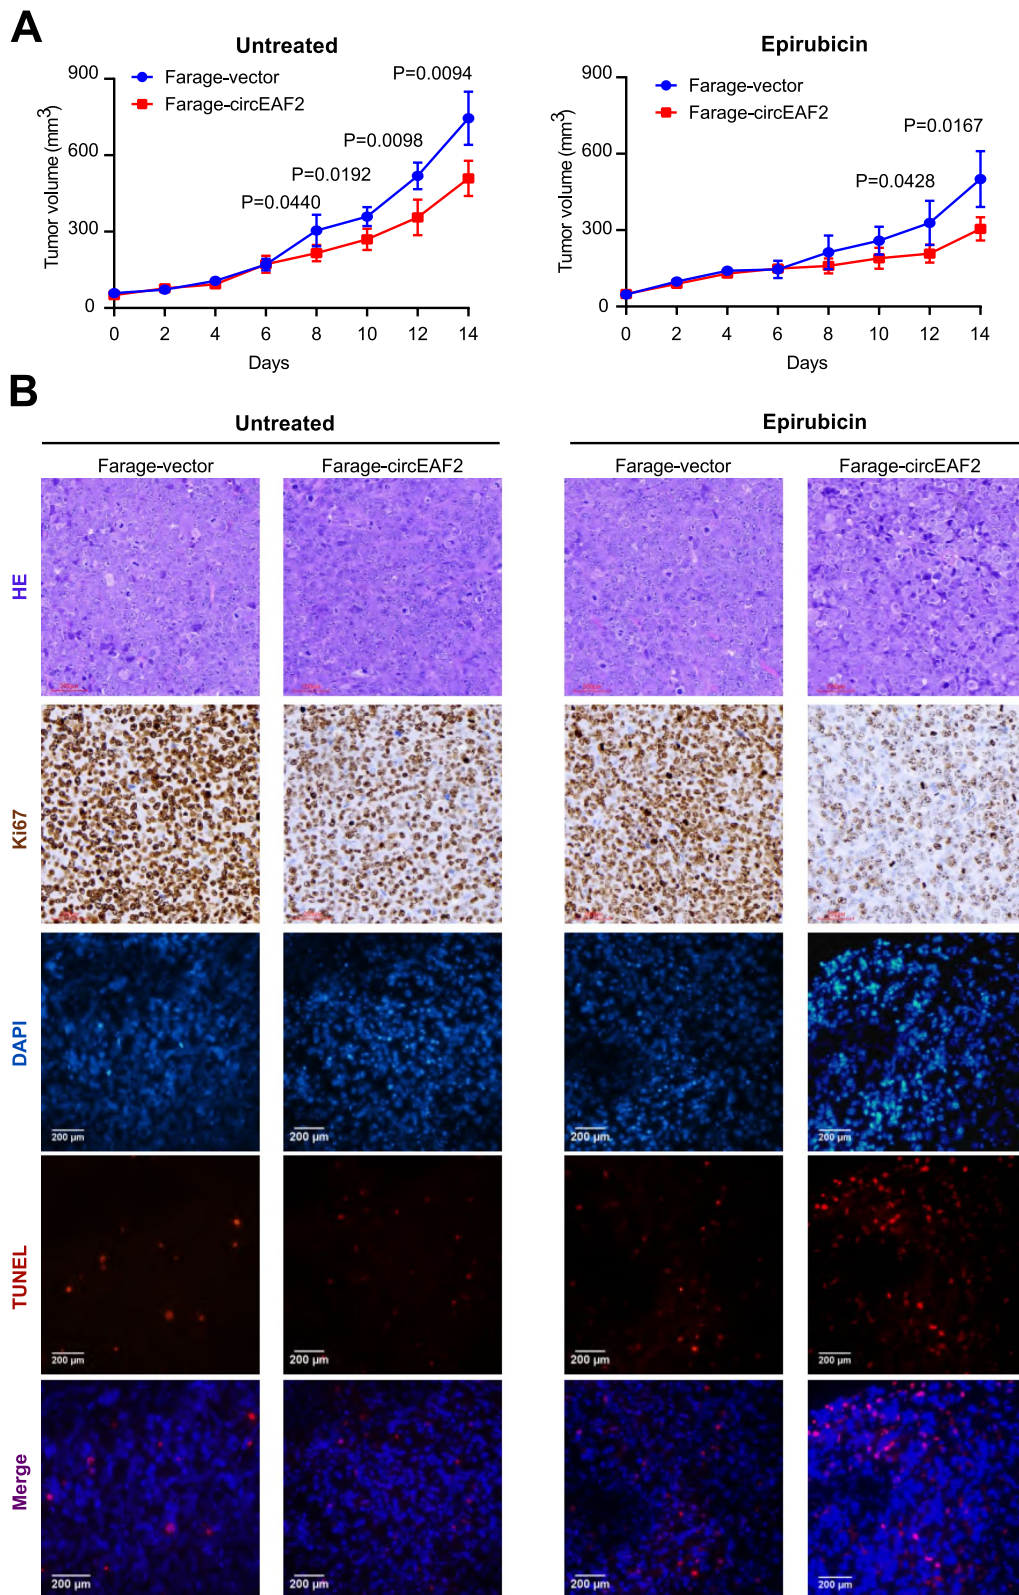 A
Untreated
Farage-vector
Farage-circEAF2
P=0.0094
P=0.0098
P=0.0192
P=0.0440
Tumor volume (mm3)
900
600
300
0
0 2 4 6 8 10 12 14
Days
Epirubicin
Farage-vector
Farage-circEAF2
P=0.0167
P=0.0428
Tumor volume (mm3)
900
600
300
0
0 2 4 6 8 10 12 14
Days
B
Untreated Epirubicin
Farage-vector Farage-circEAF2 Farage-vector Farage-circEAF2
HE
Ki67
DAPI
200 µm 200 µm 200 µm 200 µm
TUNEL
200 µm 200 µm 200 µm 200 µm
Merge
200 µm 200 µm 200 µm 200 µm